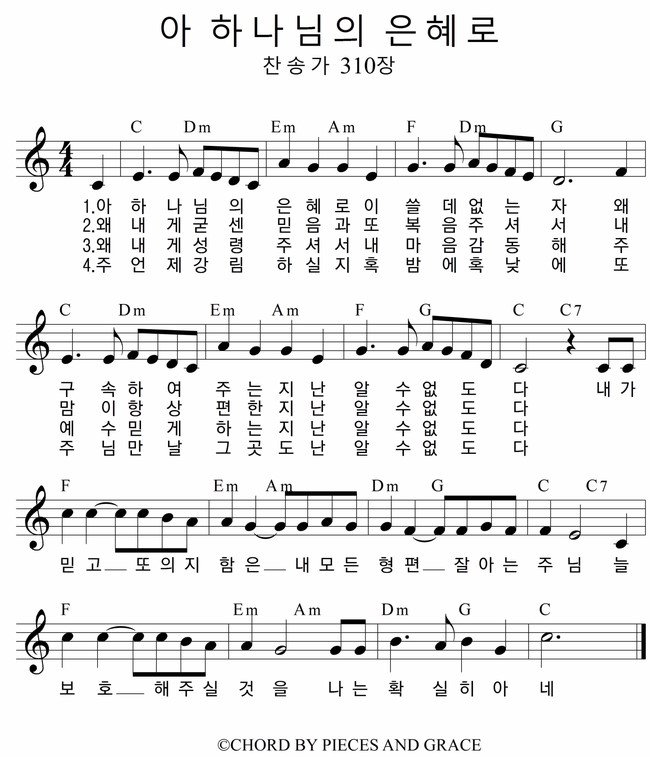 아 하나님의 은혜로
찬송가 310장
C Dm Em Am F Dm G
4 4
1.아 하 나 님 의 은 혜 로 이 쓸 데 없 는 자 왜
2.왜 내 게 굳 센 믿 음 과 또 복 음 주 셔 서 내
3.왜 내 게 성 령 주 셔 서 내 마 음 감 동 해 주
4.주 언 제 강 림 하 실 지 혹 밤 에 혹 낮 에 또
C Dm Em Am F G C C7
구 속 하 여 주 는 지 난 알 수 없 도 다 내 가
맘 이 항 상 편 한 지 난 알 수 없 도 다
예 수 믿 게 하 는 지 난 알 수 없 도 다
주 님 만 날 그 곳 도 난 알 수 없 도 다
F Em Am Dm G C C7
믿 고 또 의 지 함 은 내 모 든 형 편 잘 아 는 주 님 늘
F Em Am Dm G C
보 호 해 주 실 것 을 나 는 확 실 히 아 네
©CHORD BY PIECES AND GRACE